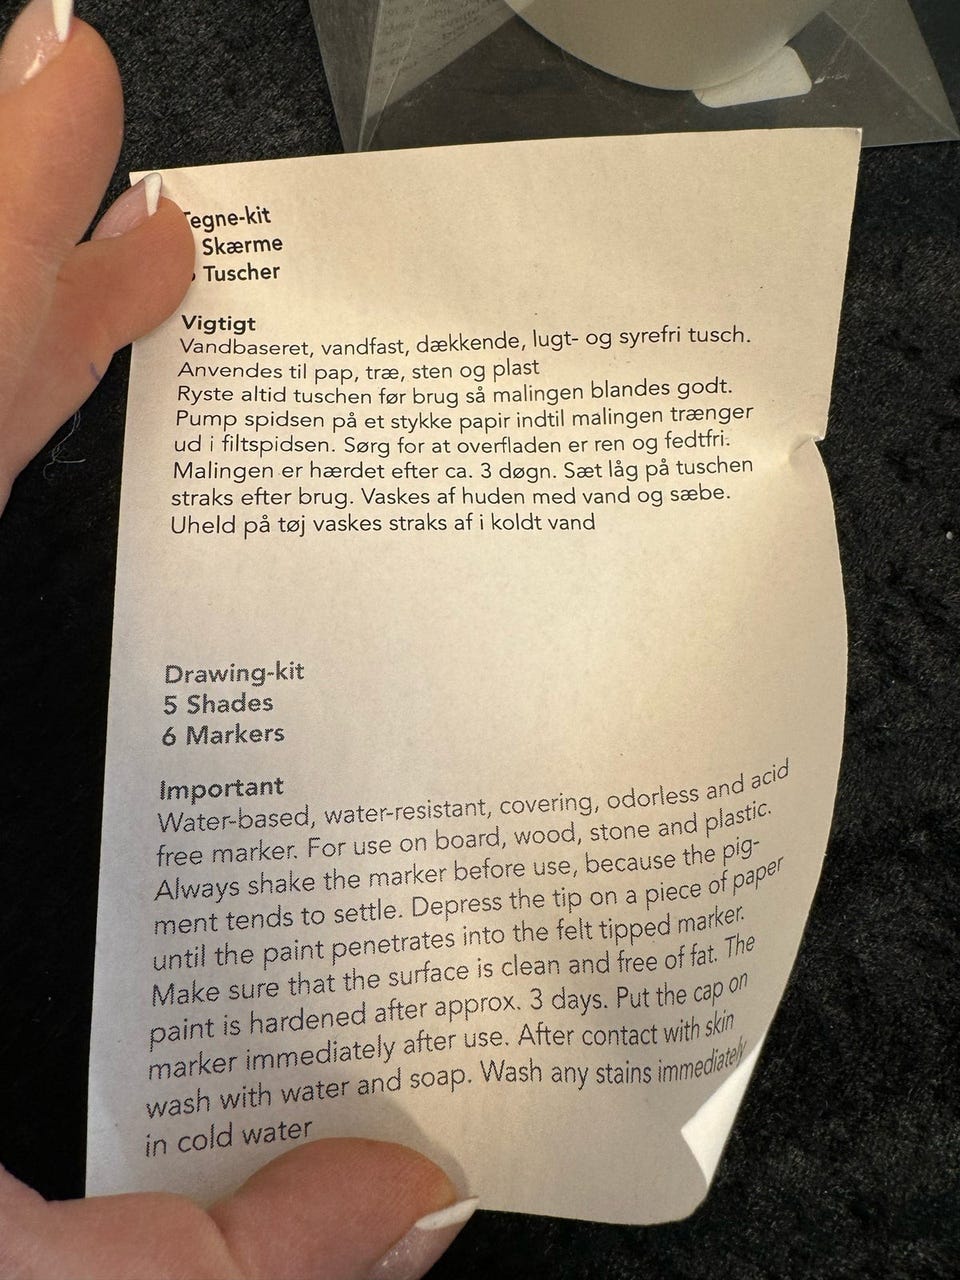 egne-kit
Skærme
Tuscher
Vigtigt
Vandbaseret, vandfast, dækkende, lugt- og syrefri tusch.
Anvendes til pap, træ, sten og plast
Ryste altid tuschen før brug så malingen blandes godt.
Pump spidsen på et stykke papir indtil malingen trænger
ud i filtspidsen. Sørg for at overfladen er ren og fedtfri.
Malingen er hærdet efter ca. 3 døgn. Sæt låg på tuschen
straks efter brug. Vaskes af huden med vand og sæbe.
Uheld på tøj vaskes straks af i koldt vand
Drawing-kit
5 Shades
6 Markers
Important
Water-based, water-resistant, covering, odorless and acid
free marker. For use on board, wood, stone and plastic.
Always shake the marker before use, because the pig-
ment tends to settle. Depress the tip on a piece of paper
until the paint penetrates into the felt tipped marker.
Make sure that the surface is clean and free of fat. The
paint is hardened after approx. 3 days. Put the cap on
marker immediately after use. After contact with skin
wash with water and soap. Wash any stains immediately
in cold water